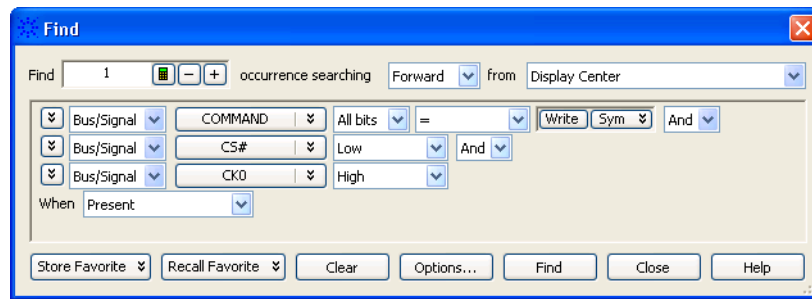 Find
Find 1 − + occurrence searching Forward from Display Center
Bus/Signal COMMAND All bits = Write Sym And
Bus/Signal CS# Low And
Bus/Signal CK0 High
When Present
Store Favorite Recall Favorite Clear Options... Find Close Help